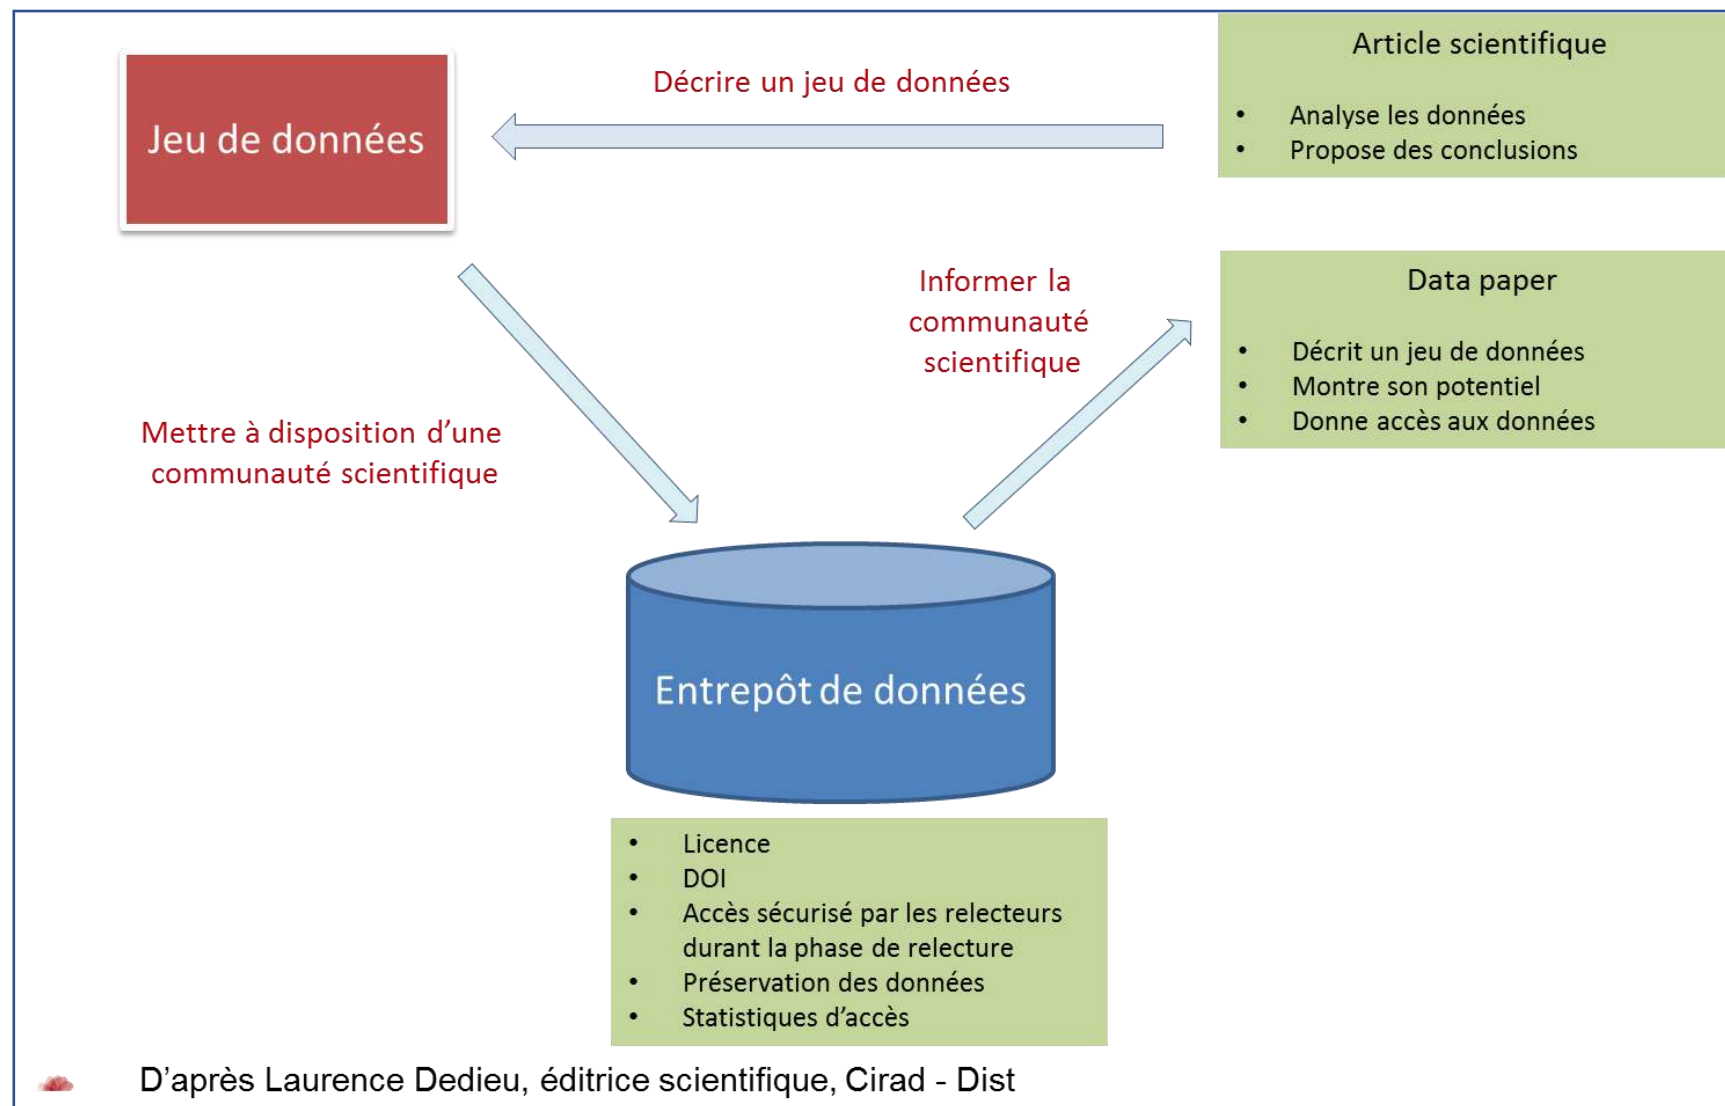 Article scientifique
Décrire un jeu de données
Jeu de données
• Analyse les données
• Propose des conclusions
Informer la
communauté
scientifique
Data paper
• Décrit un jeu de données
• Montre son potentiel
• Donne accès aux données
Mettre à disposition d’une
communauté scientifique
Entrepôt de données
• Licence
• DOI
• Accès sécurisé par les relecteurs
durant la phase de relecture
• Préservation des données
• Statistiques d’accès
D’après Laurence Dedieu, éditrice scientifique, Cirad - Dist